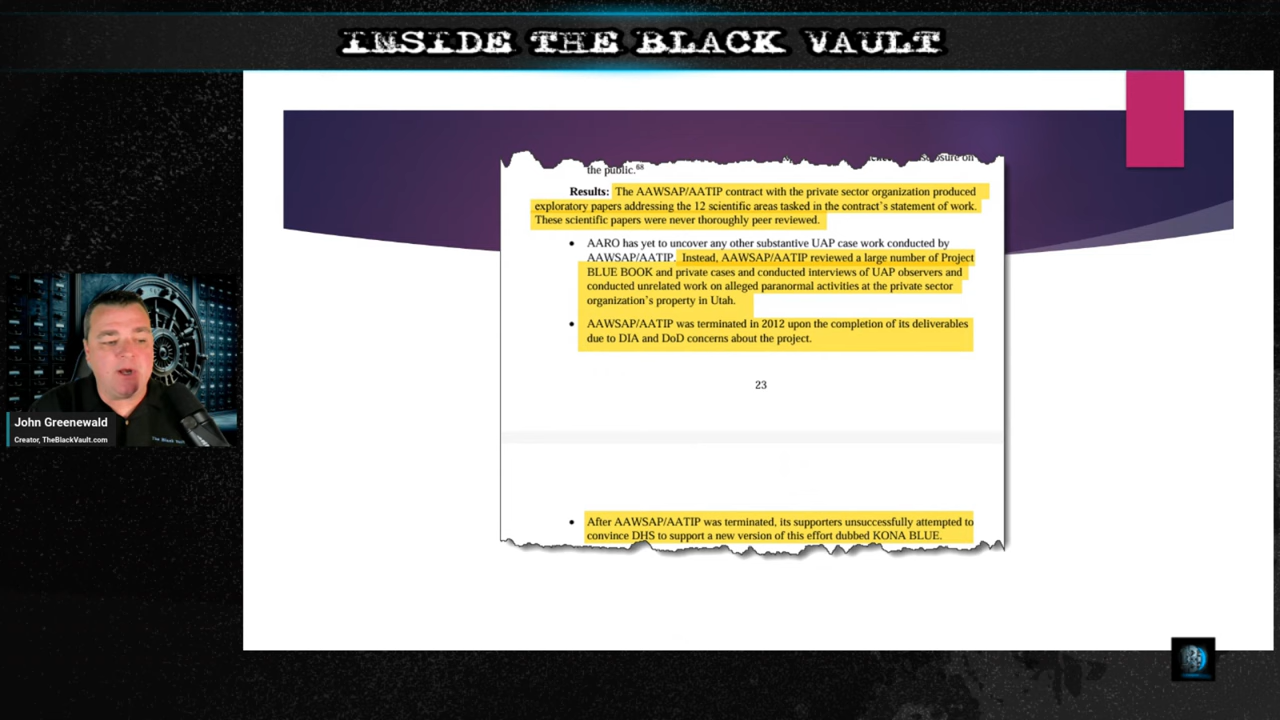 INSIDE THE BLACK VAULT
the public.68
Results: The AAWSAP/AATIP contract with the private sector organization produced
exploratory papers addressing the 12 scientific areas tasked in the contract's statement of work.
These scientific papers were never thoroughly peer reviewed.
• AARO has yet to uncover any other substantive UAP case work conducted by
AAWSAP/AATIP. Instead, AAWSAP/AATIP reviewed a large number of Project
BLUE BOOK and private cases and conducted interviews of UAP observers and
conducted unrelated work on alleged paranormal activities at the private sector
organization's property in Utah.
• AAWSAP/AATIP was terminated in 2012 upon the completion of its deliverables
due to DIA and DoD concerns about the project.
23
• After AAWSAP/AATIP was terminated, its supporters unsuccessfully attempted to
convince DHS to support a new version of this effort dubbed KONA BLUE.
The Black Vault
John Greenewald
Creator, TheBlackVault.com